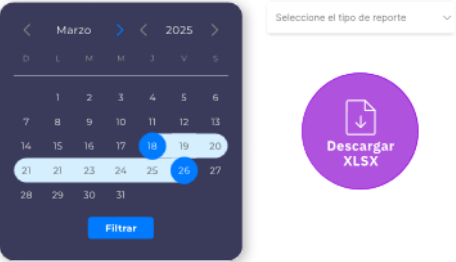 Marzo 2025
D L M M J V S
1 2 3 4 5 6
7 8 9 10 11 12 13
14 15 16 17 18 19 20
21 21 23 24 25 26 27
28 29 30 31
Filtrar
Seleccione el tipo de reporte
Descargar
XLSX